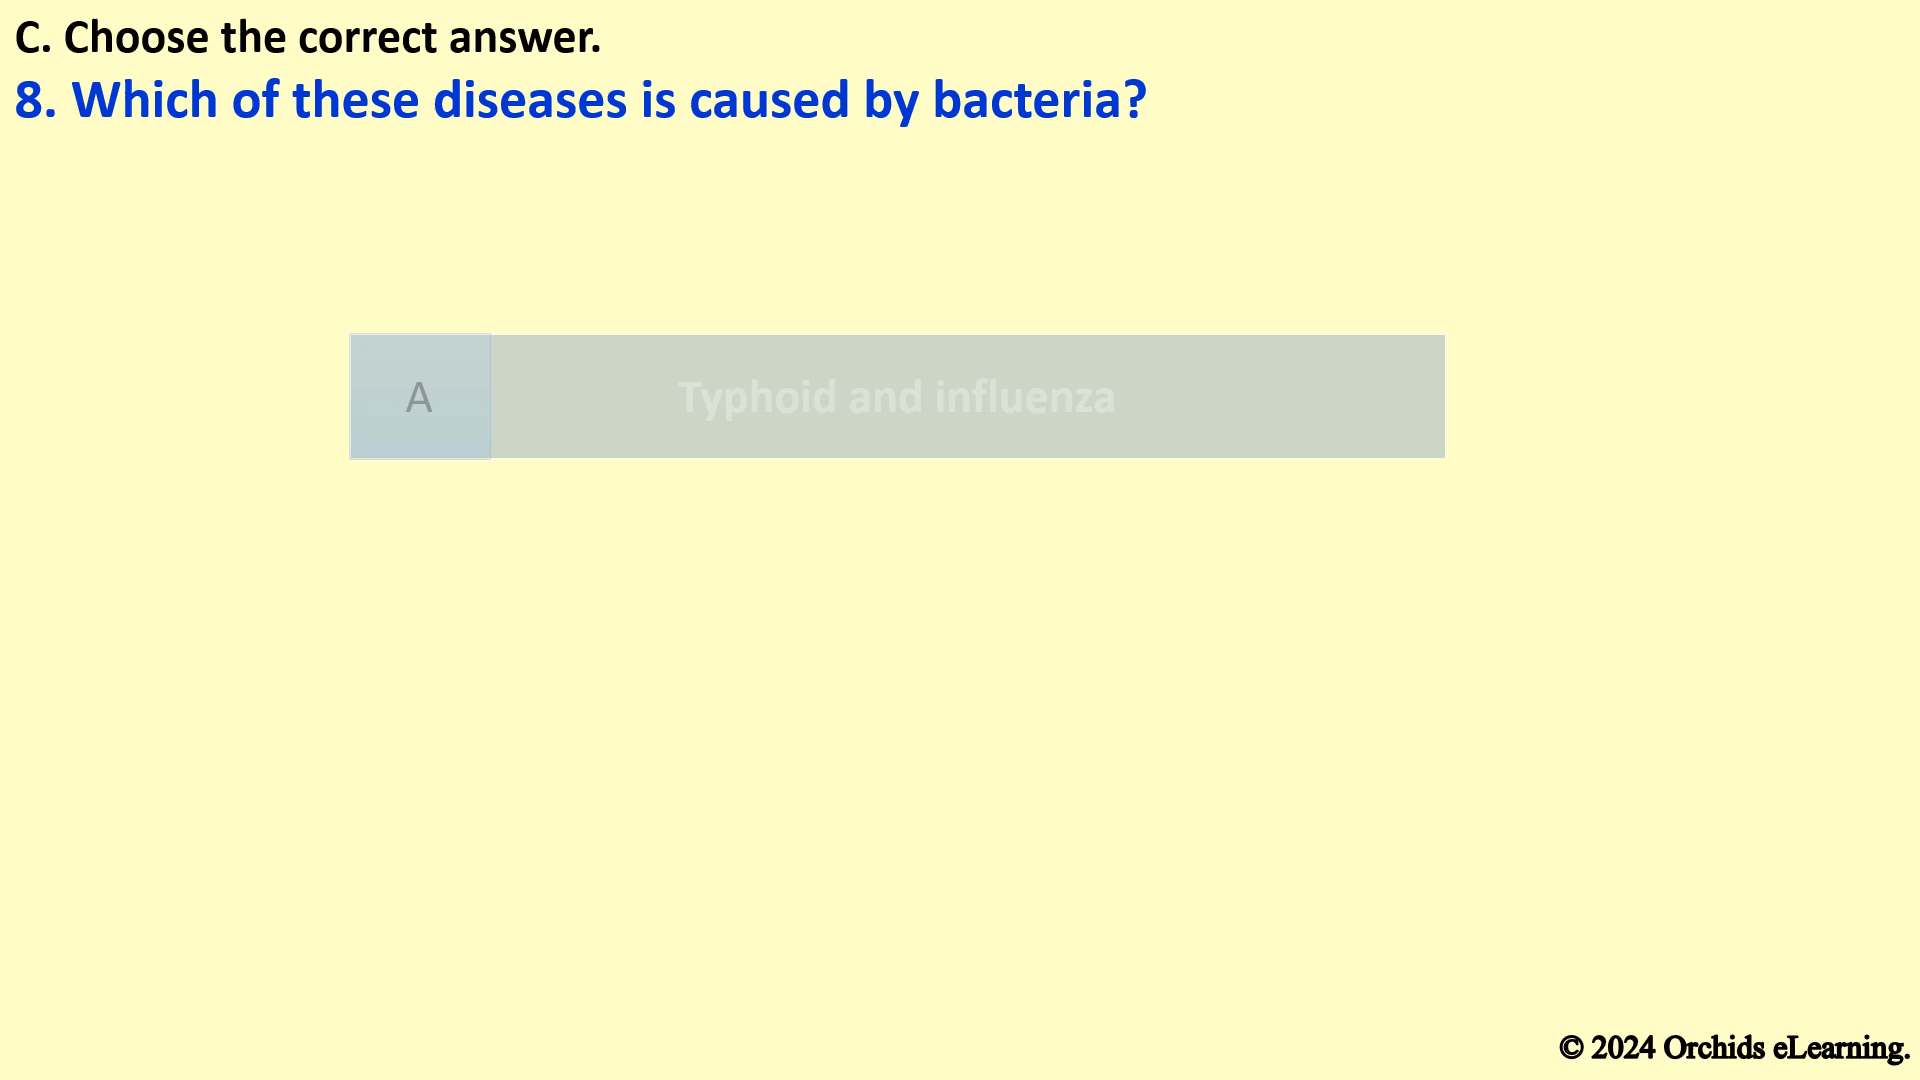 C. Choose the correct answer.
8. Which of these diseases is caused by bacteria?
A Typhoid and influenza
© 2024 Orchids eLearning.